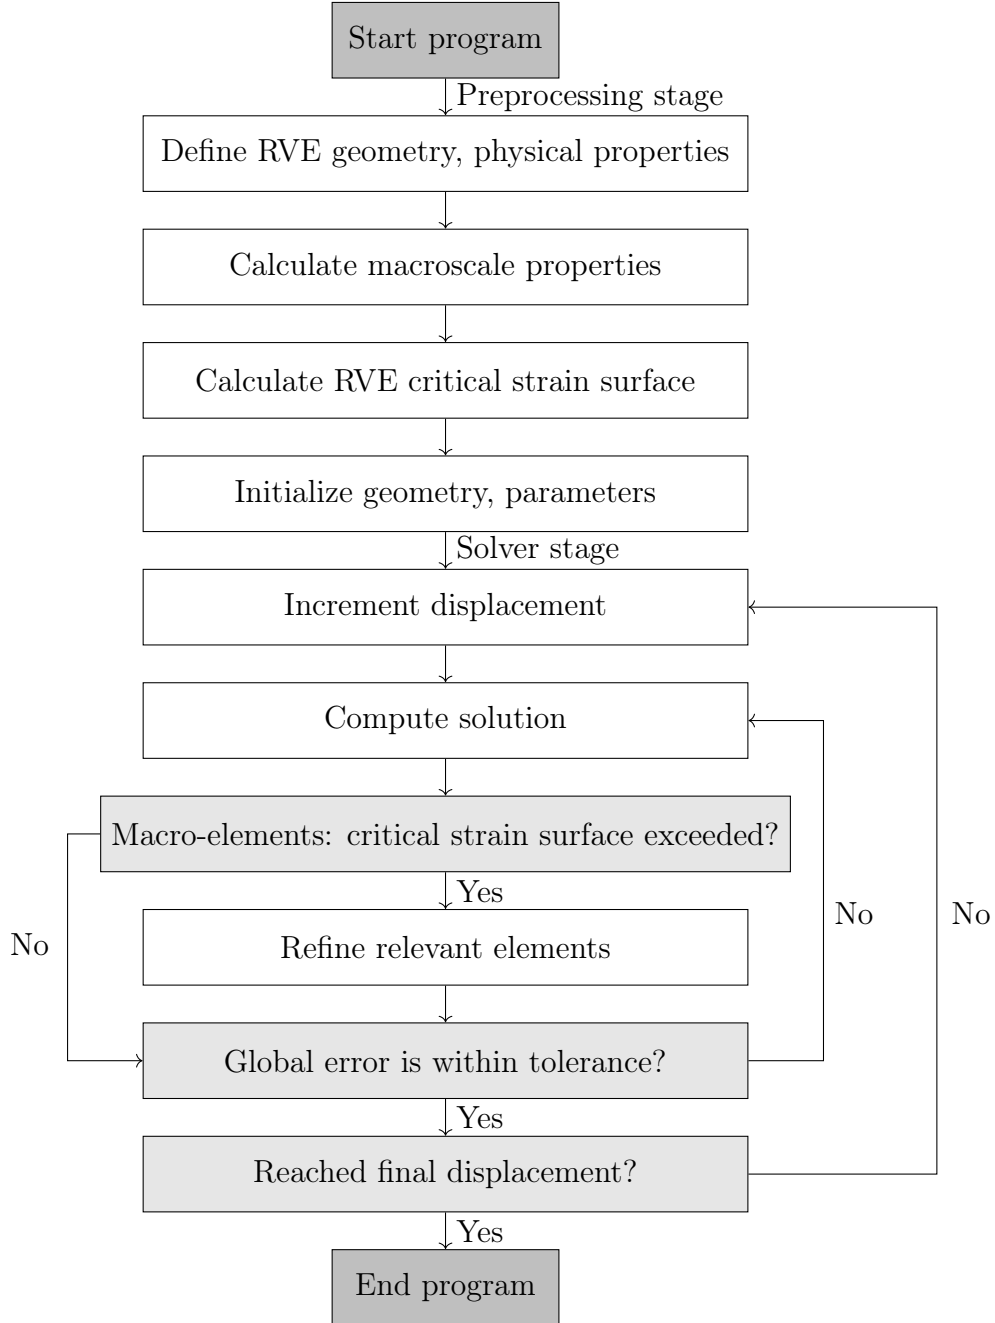 Start program
Preprocessing stage
Define RVE geometry, physical properties
Calculate macroscale properties
Calculate RVE critical strain surface
Initialize geometry, parameters
Solver stage
Increment displacement
Compute solution
Macro-elements: critical strain surface exceeded?
Yes
No
No
No
Refine relevant elements
Global error is within tolerance?
Yes
Reached final displacement?
Yes
End program